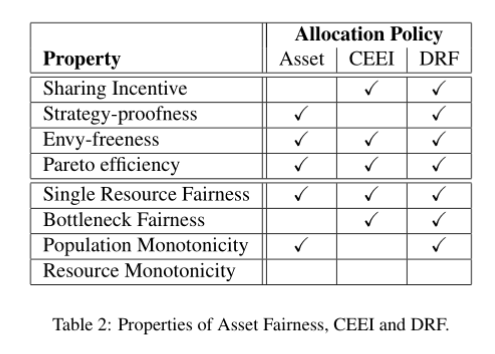 Allocation Policy
Property Asset CEEI DRF
Sharing Incentive ✓ ✓
Strategy-proofness ✓ ✓
Envy-freeness ✓ ✓ ✓
Pareto efficiency ✓ ✓ ✓
Single Resource Fairness ✓ ✓ ✓
Bottleneck Fairness ✓ ✓
Population Monotonicity ✓ ✓
Resource Monotonicity
Table 2: Properties of Asset Fairness, CEEI and DRF.